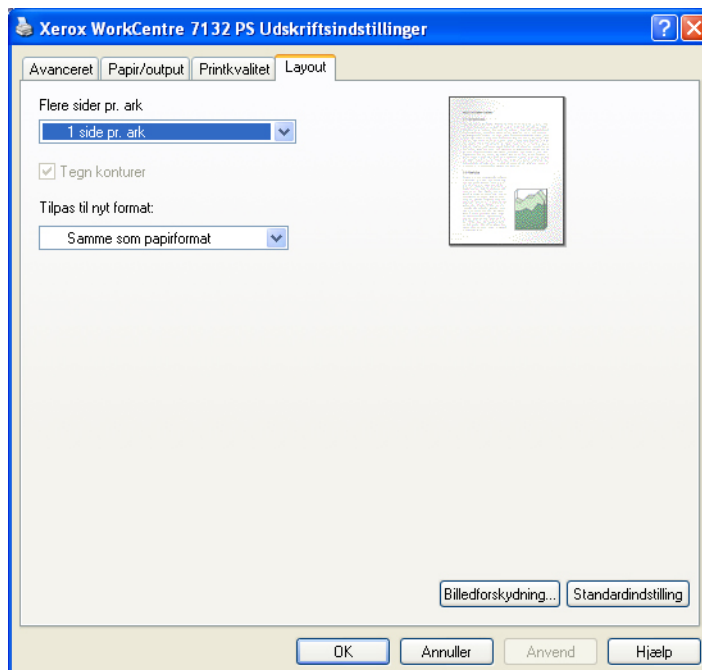 Xerox WorkCentre 7132 PS Udskriftsindstillinger
Avanceret Papir/output Printkvalitet Layout
Flere sider pr. ark
1 side pr. ark
Tegn konturer
Tilpas til nyt format:
Samme som papirformat
Billedforskydning... Standardindstilling
OK Annuller Anvend Hjælp